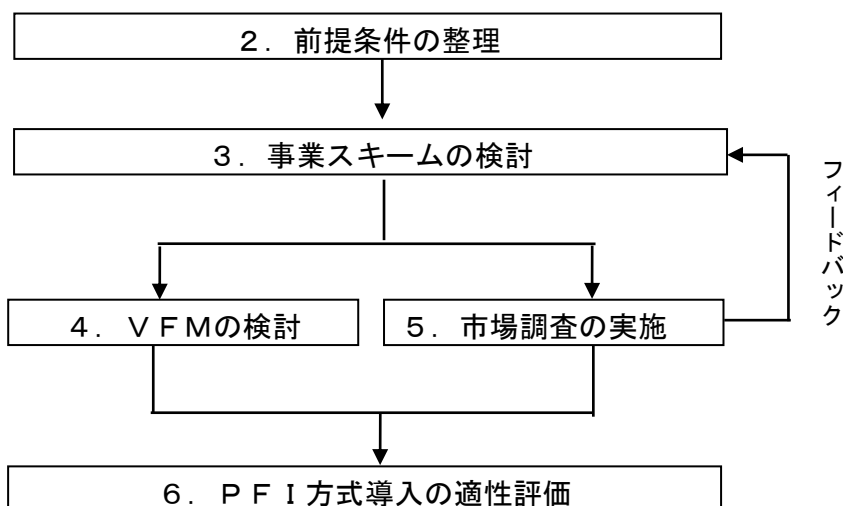 ２．前提条件の整理
３．事業スキームの検討
フィードバック
４．ＶＦＭの検討
５．市場調査の実施
６．ＰＦＩ方式導入の適性評価